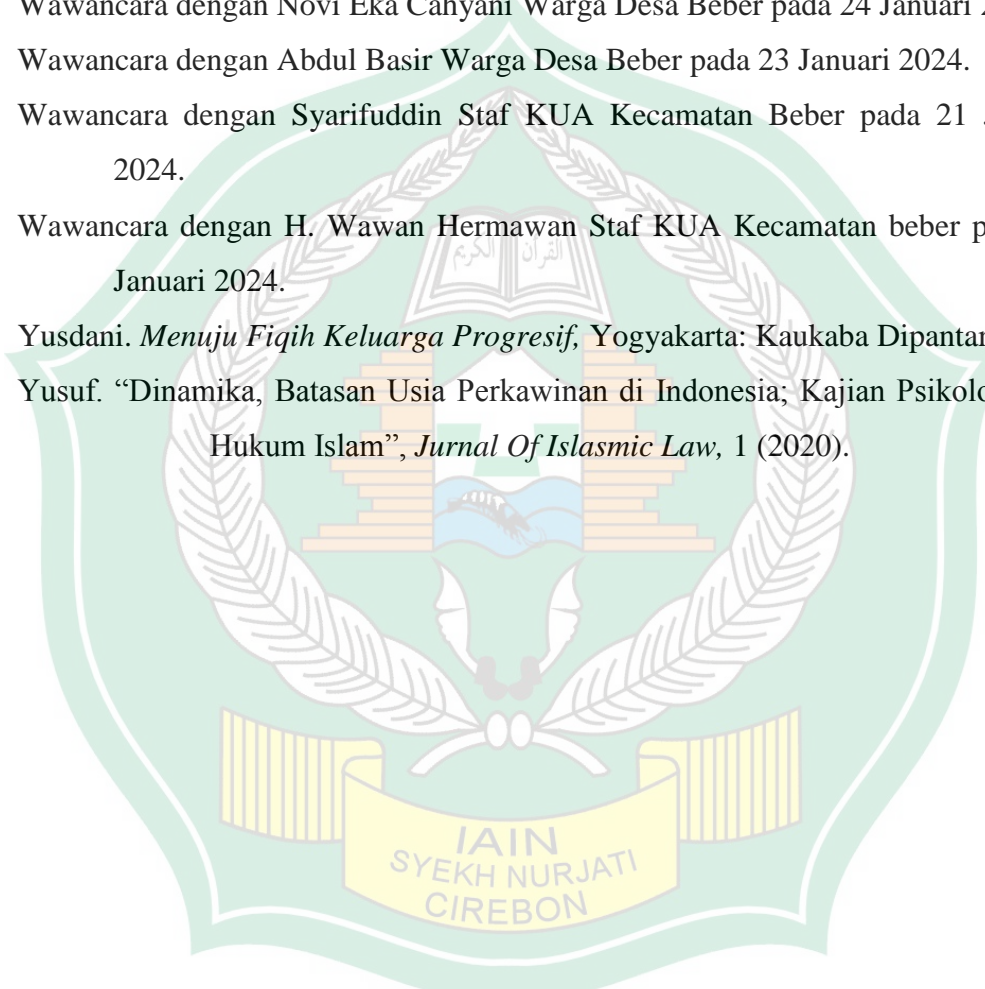 Wawancara dengan Novi Eka Cahyani Warga Desa Beber pada 24 Januari
Wawancara dengan Abdul Basir Warga Desa Beber pada 23 Januari 2024.
Wawancara dengan Syarifuddin Staf KUA Kecamatan Beber pada 21
2024.
Wawancara dengan H. Wawan Hermawan Staf KUA Kecamatan beber
القرآن الكريم
Januari 2024.
Yusdani. Menuju Fiqih Keluarga Progresif, Yogyakarta: Kaukaba
Yusuf. “Dinamika, Batasan Usia Perkawinan di Indonesia; Kajian
Hukum Islam”, Jurnal Of Islasmic Law, 1 (2020).
IAIN
SYEKH NURJATI
CIREBON